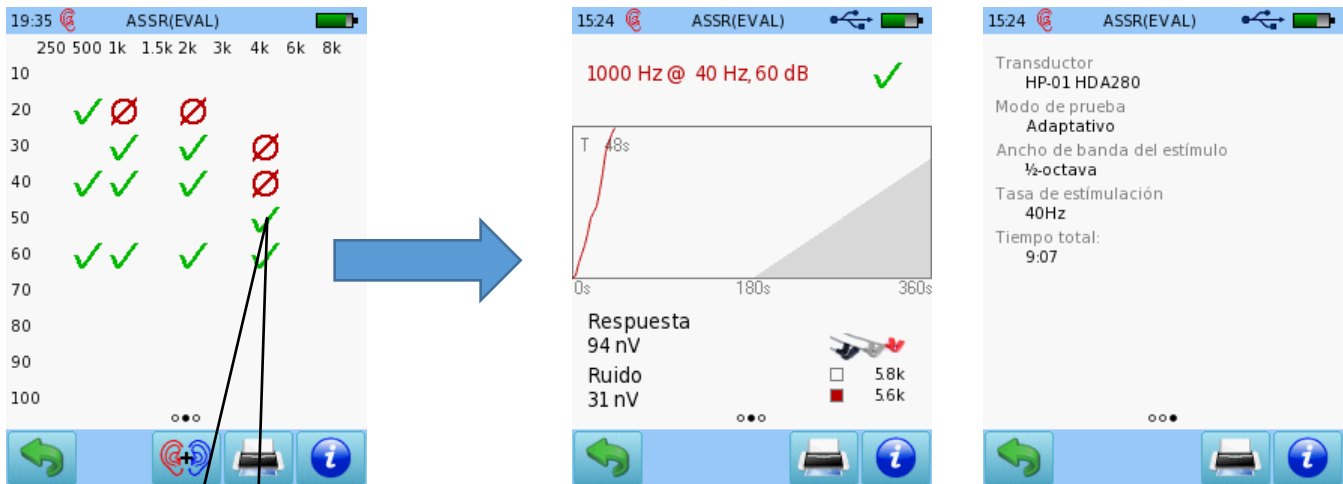 19:35 ASSR(EVAL)
250 500 1k 1.5k 2k 3k 4k 6k 8k
10
20
30
40
50
60
70
80
90
100
15:24 ASSR(EVAL)
1000 Hz @ 40 Hz, 60 dB
T 48s
0s 180s 360s
Respuesta
94 nV
Ruido
5.8k
31 nV
5.6k
15:24 ASSR(EVAL)
Transductor
HP-01 HDA280
Modo de prueba
Adaptativo
Ancho de banda del estímulo
½-octava
Tasa de estímulación
40Hz
Tiempo total:
9:07